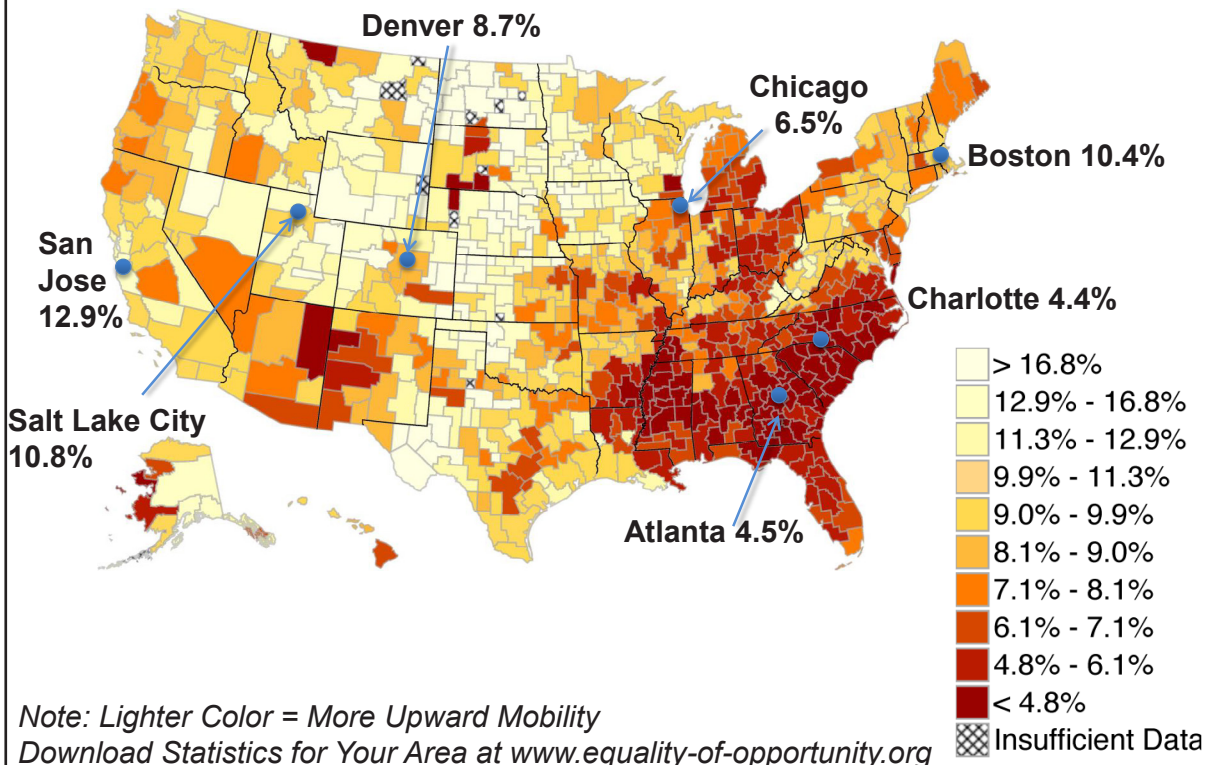 Denver 8.7%
Chicago
6.5%
Boston 10.4%
San
Jose
12.9%
Charlotte 4.4%
Salt Lake City
10.8%
Atlanta 4.5%
> 16.8%
12.9% - 16.8%
11.3% - 12.9%
9.9% - 11.3%
9.0% - 9.9%
8.1% - 9.0%
7.1% - 8.1%
6.1% - 7.1%
4.8% - 6.1%
< 4.8%
Insufficient Data
Note: Lighter Color = More Upward Mobility
Download Statistics for Your Area at www.equality-of-opportunity.org